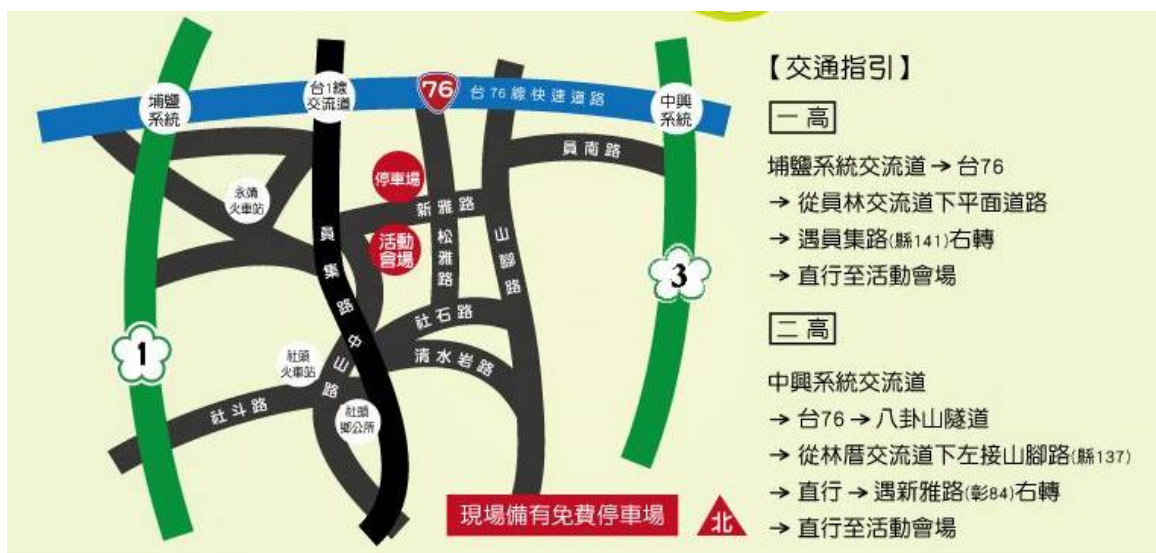 埔鹽
系統
台1線
交流道
76
台76線快速道路
中興
系統
員南路
停車場
永靖
火車站
新雅路
活動
會場
松雅路
山腳路
員集路
3
1
社石路
清水岩路
中山路
社頭
火車站
社斗路
社頭
鄉公所
現場備有免費停車場
北
【交通指引】
一高
埔鹽系統交流道→台76
→從員林交流道下平面道路
→遇員集路(縣141)右轉
→直行至活動會場
二高
中興系統交流道
→台76→八卦山隧道
→從林厝交流道下左接山腳路(縣137)
→直行→遇新雅路(彰84)右轉
→直行至活動會場